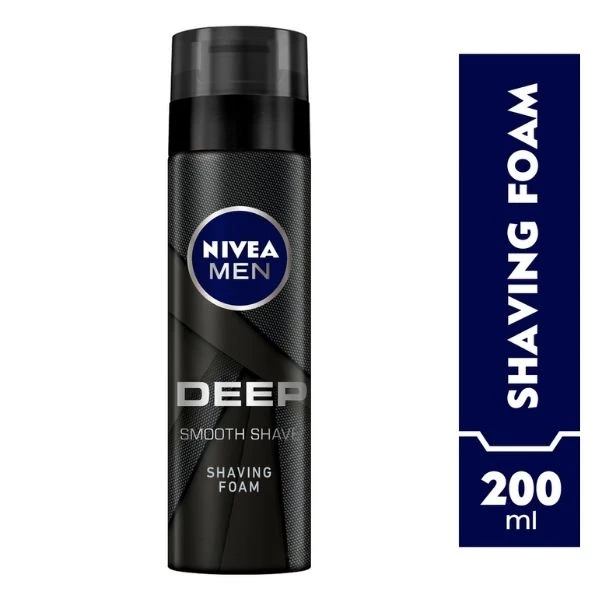 NIVEA
MEN
DEEP
SMOOTH SHAVE
SHAVING
FOAM
SHAVING FOAM
200
ml